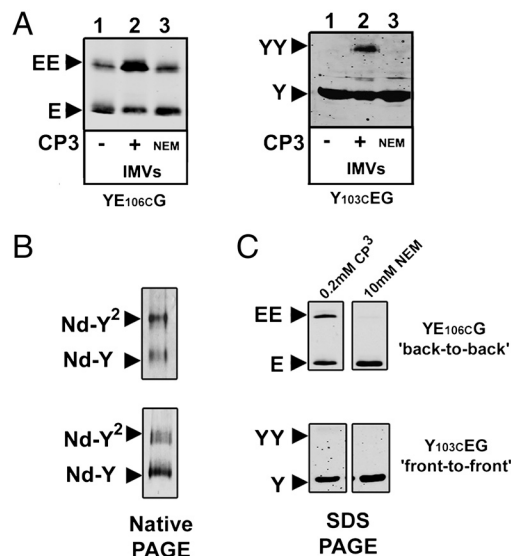 A
1 2 3
EE
E
CP3 - + NEM
IMVs
YE106CG
1 2 3
YY
Y
- + NEM
IMVs
Y103CEG
B
Nd-Y2
Nd-Y
Nd-Y2
Nd-Y
Native
PAGE
C
0.2mM CP3
10mM NEM
EE
E
YE106CG
'back-to-back'
YY
Y
Y103CEG
'front-to-front'
SDS
PAGE